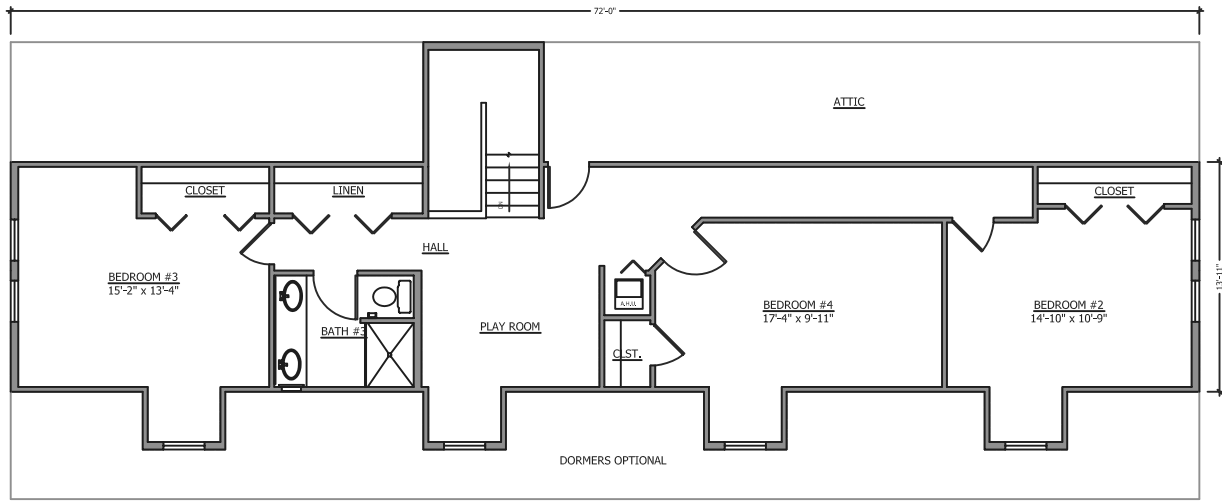 72'-0"
ATTIC
CLOSET
LINEN
CLOSET
HALL
BEDROOM #3
15'-2" x 13'-4"
13'-11"
A.H.U.
BEDROOM #4
17'-4" x 9'-11"
BEDROOM #2
14'-10" x 10'-9"
BATH #3
PLAY ROOM
CLST.
DORMERS OPTIONAL